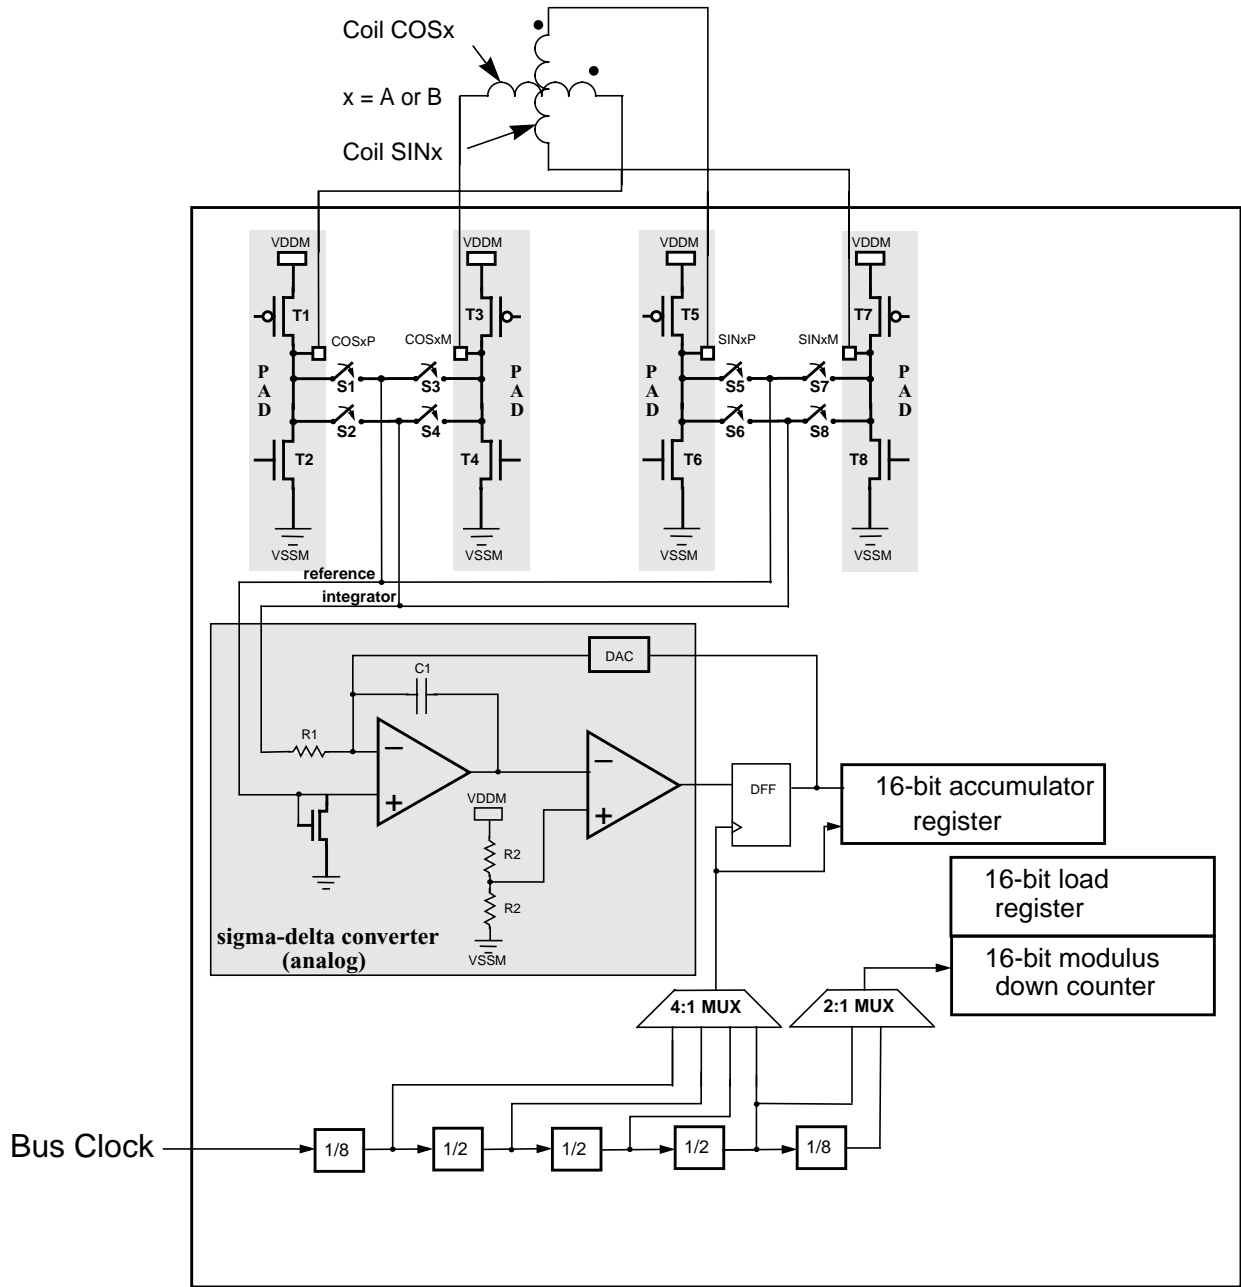 Coil COSx
x = A or B
Coil SINx
VDDM
VDDM
VDDM
VDDM
T1
T3
T5
T7
COSxP
COSxM
SINxP
SINxM
P
A
D
P
A
D
P
A
D
P
A
D
S1
S3
S5
S7
S2
S4
S6
S8
T2
T4
T6
T8
VSSM
VSSM
VSSM
VSSM
reference
integrator
DAC
C1
R1
VDDM
R2
R2
VSSM
DFF
sigma-delta converter
(analog)
16-bit accumulator
register
16-bit load
register
16-bit modulus
down counter
4:1 MUX
2:1 MUX
Bus Clock
1/8
1/2
1/2
1/2
1/8